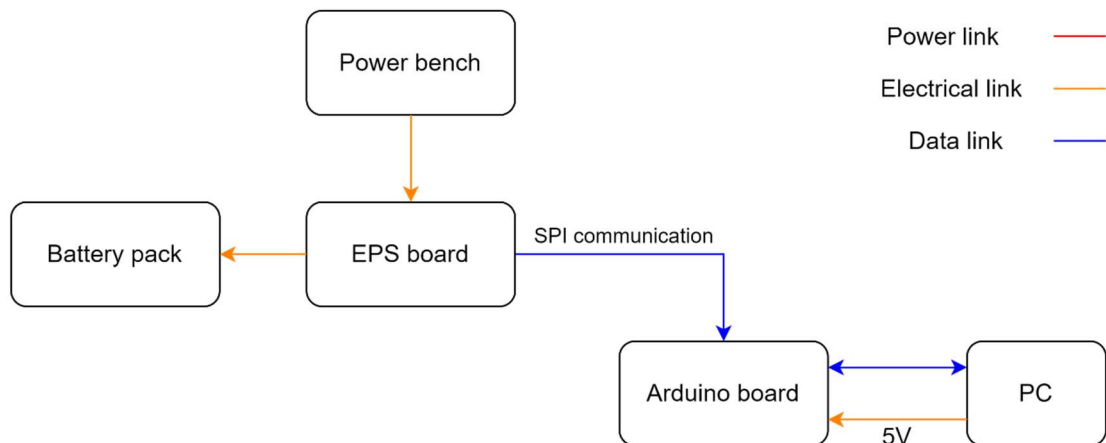 Power bench
Power link
Electrical link
Data link
Battery pack
EPS board
SPI communication
Arduino board
PC
5V